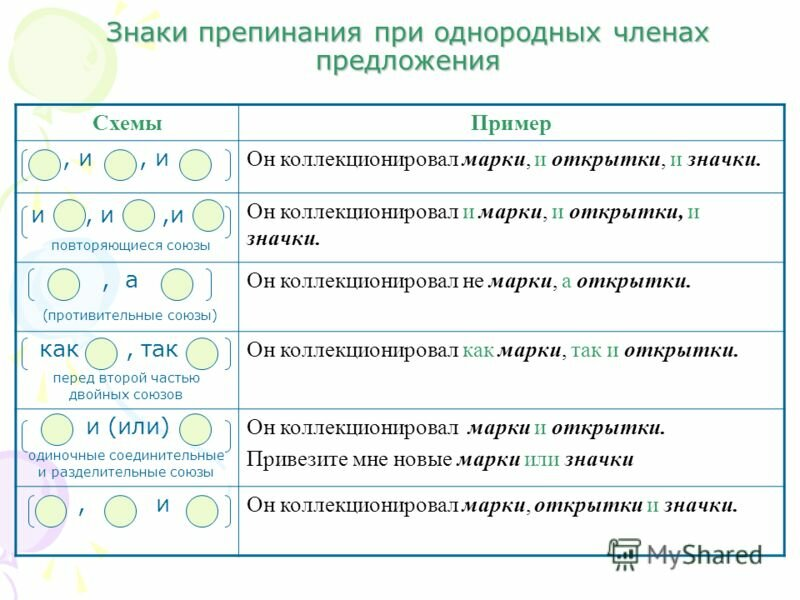 Знаки препинания при однородных членах
предложения
Схемы
Пример
, и , и
Он коллекционировал марки, и открытки, и значки.
и , и ,и
повторяющиеся союзы
Он коллекционировал и марки, и открытки, и
значки.
, а
(противительные союзы)
Он коллекционировал не марки, а открытки.
как , так
перед второй частью
двойных союзов
Он коллекционировал как марки, так и открытки.
и (или)
одиночные соединительные
и разделительные союзы
Он коллекционировал марки и открытки.
Привезите мне новые марки или значки
, и
Он коллекционировал марки, открытки и значки.
MyShared